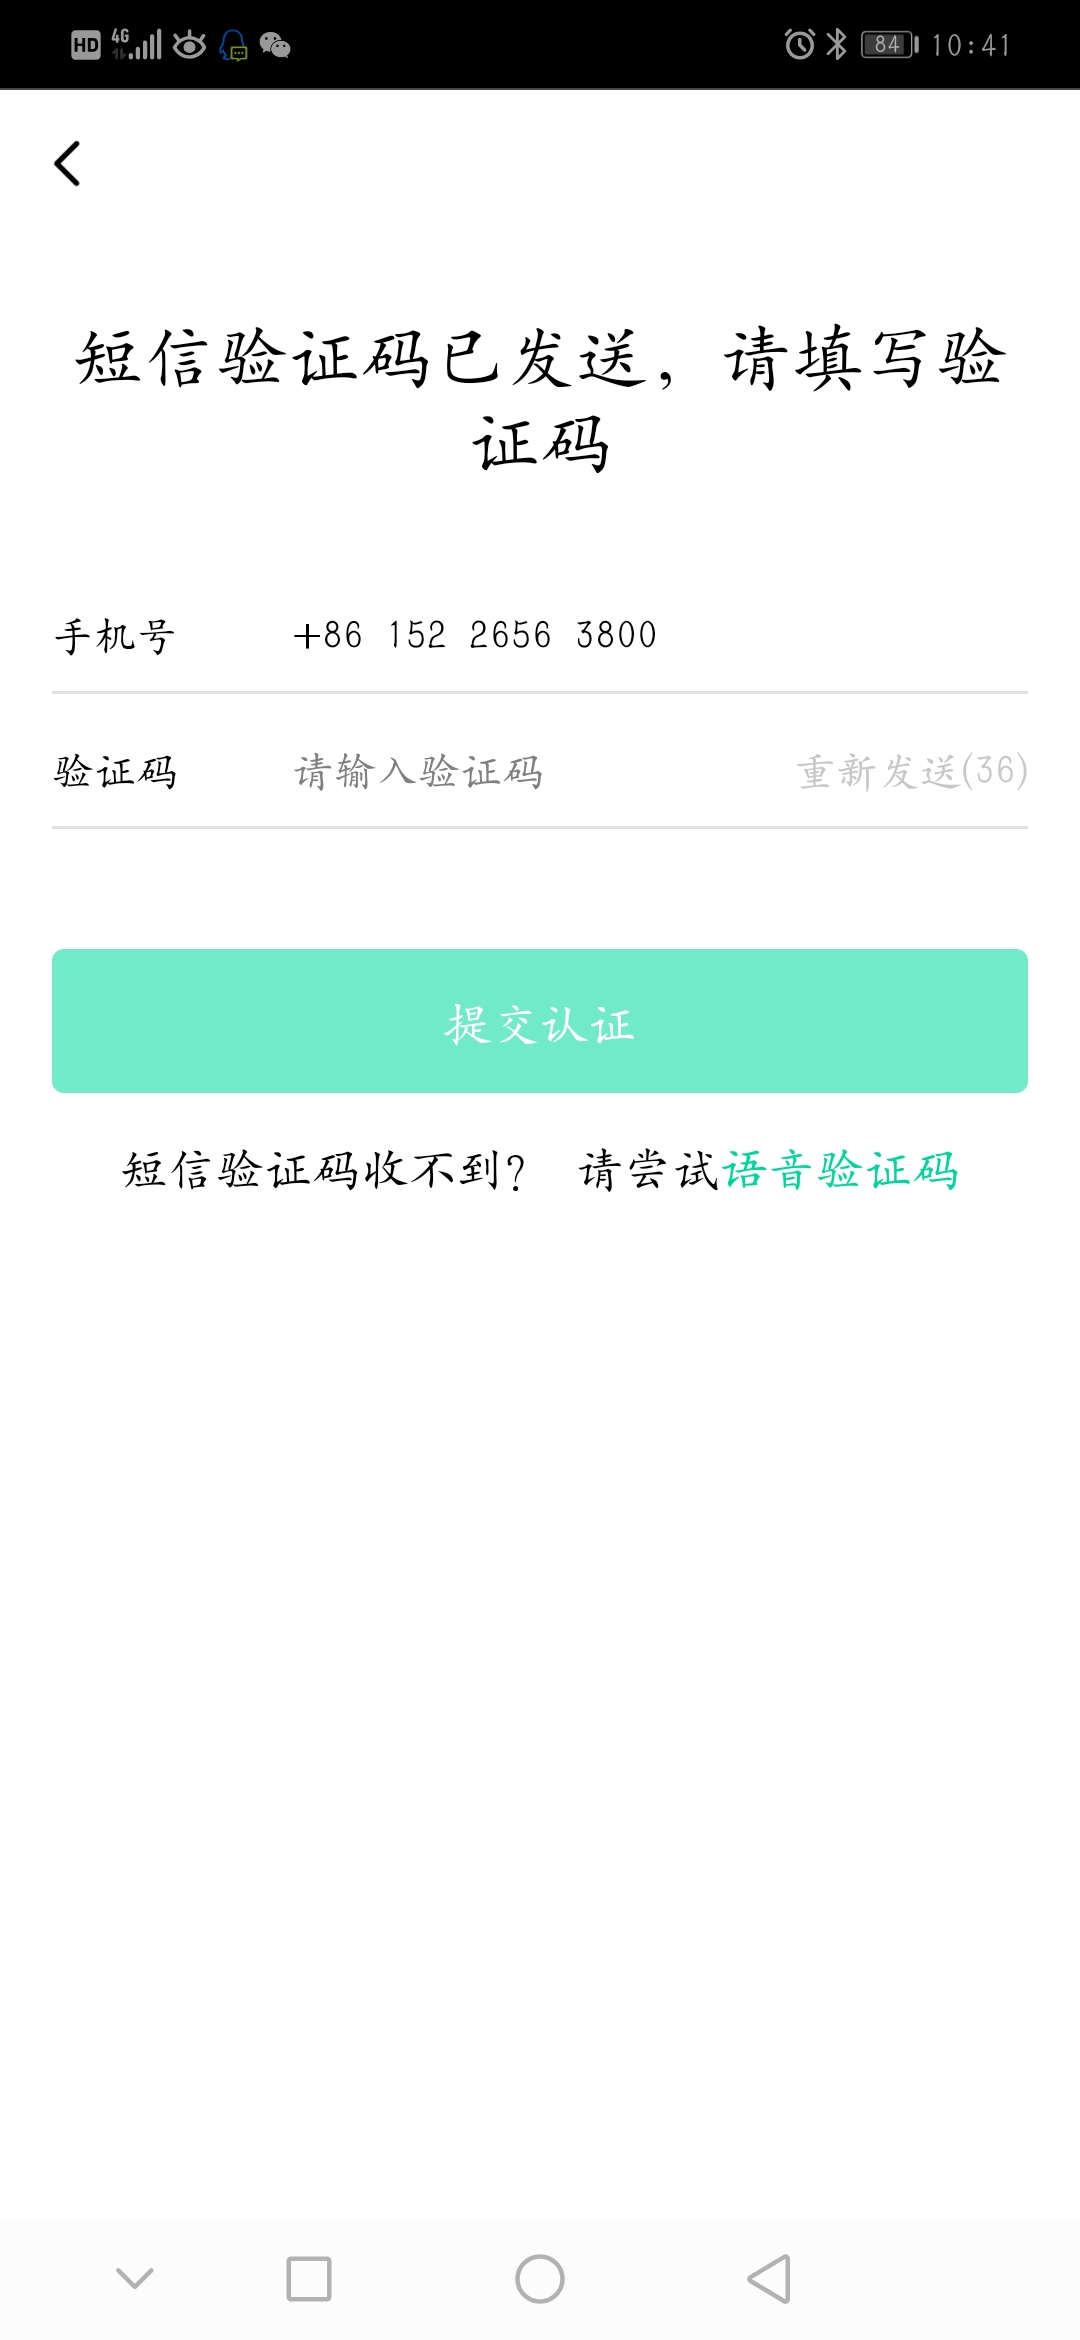 HD 4G 84 10:41
短信验证码已发送，请填写验
证码
手机号 +86 152 2656 3800
验证码 请输入验证码 重新发送(36)
提交认证
短信验证码收不到？ 请尝试语音验证码